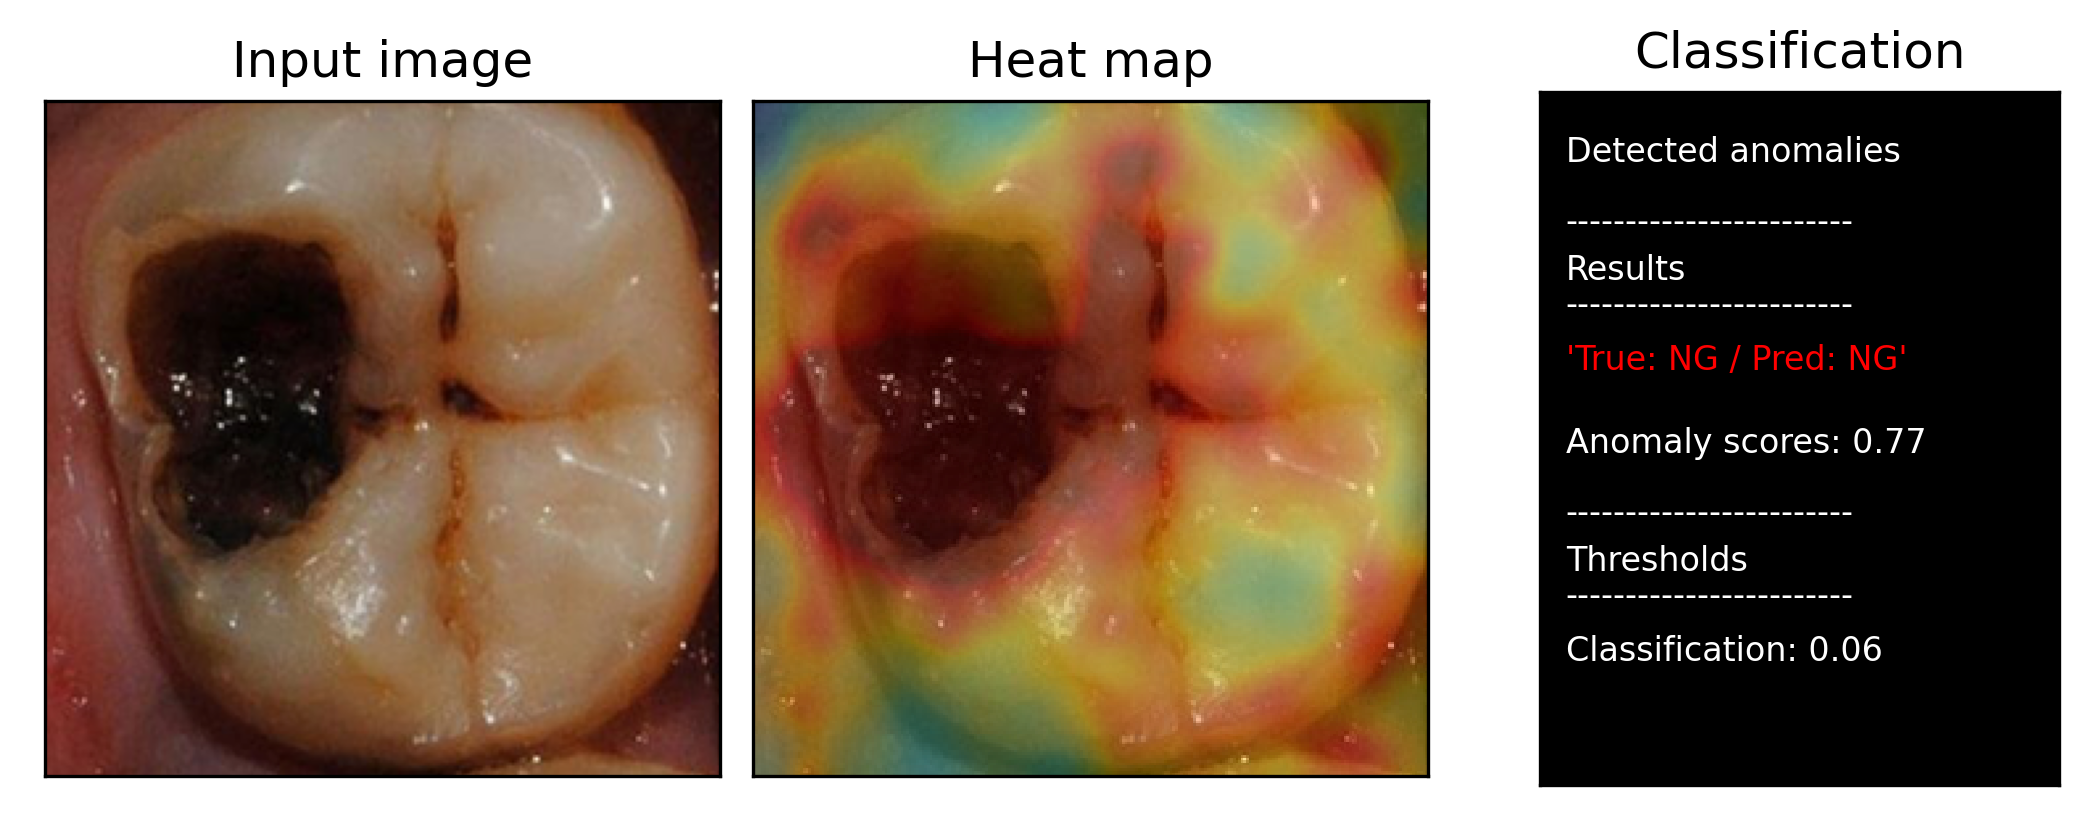 Input image
Heat map
Classification
Detected anomalies
------------------------
Results
------------------------
'True: NG / Pred: NG'
Anomaly scores: 0.77
------------------------
Thresholds
------------------------
Classification: 0.06